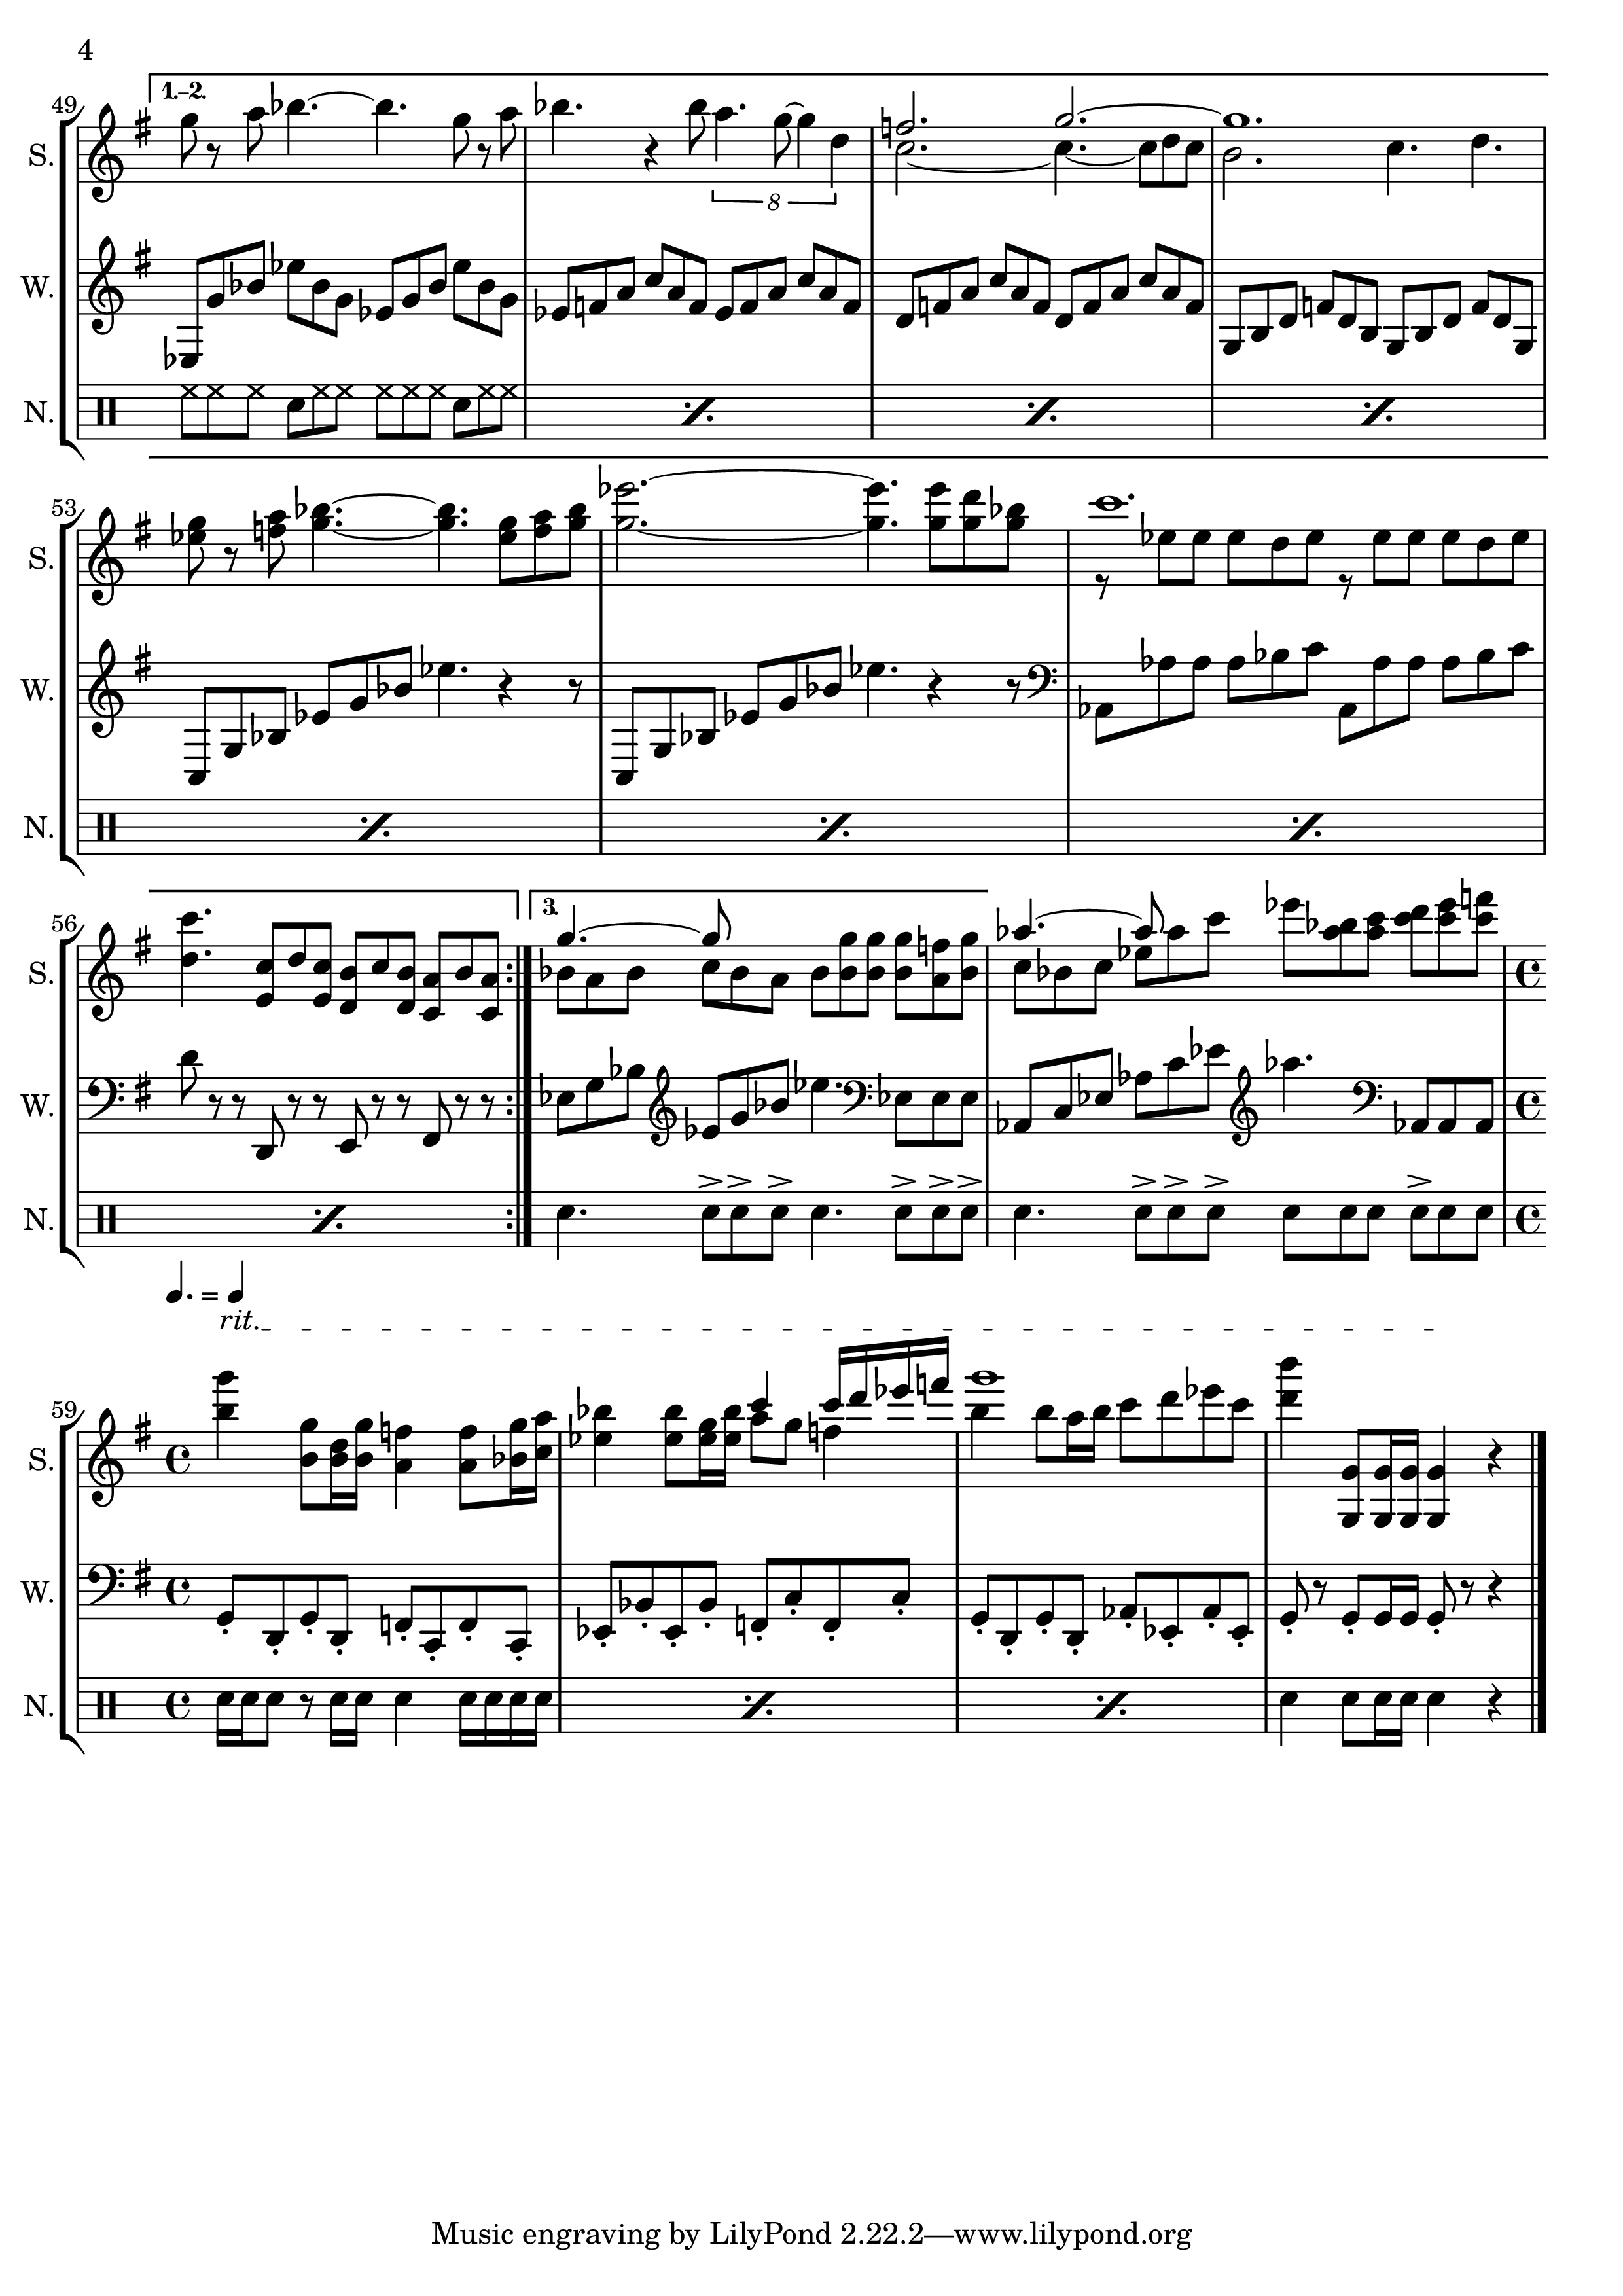 4
1.–2.
49
S.
8
W.
N.
53
S.
W.
N.
56
3.
S.
W.
N.
=
rit.
59
S.
W.
N.
Music engraving by LilyPond 2.22.2—www.lilypond.org